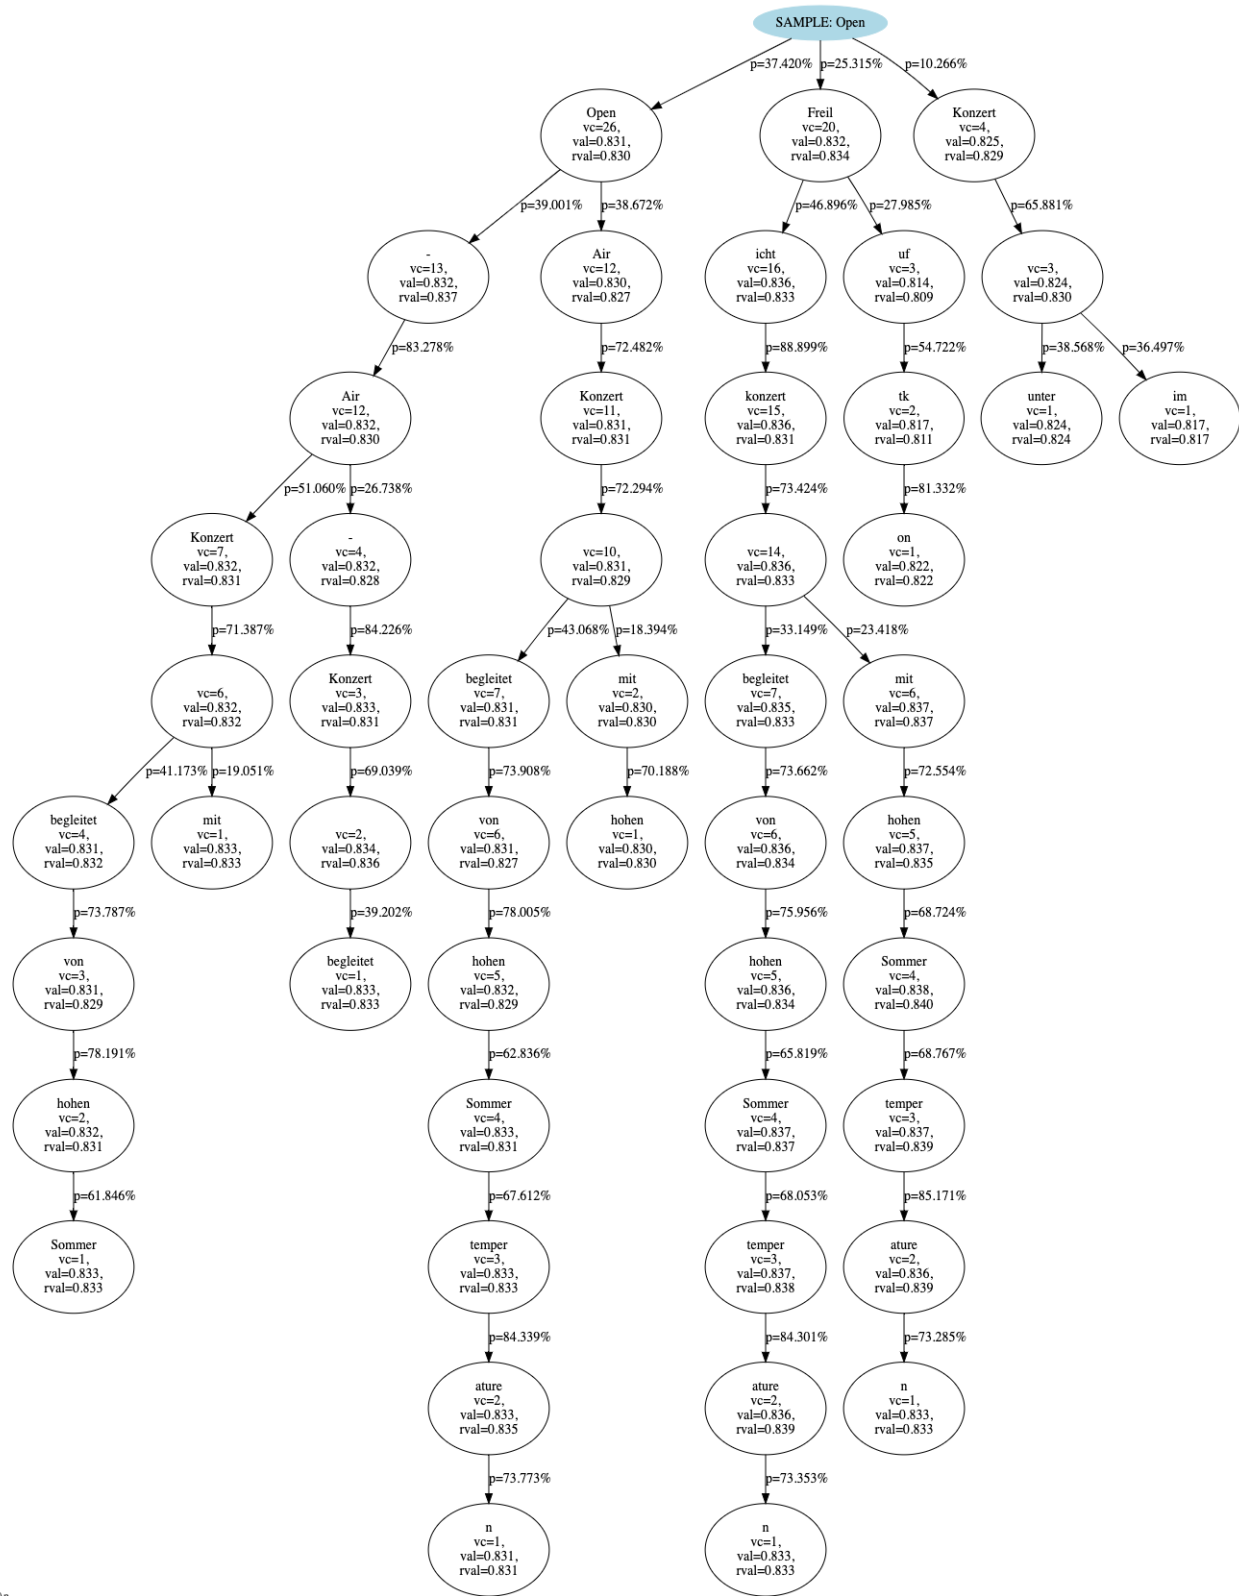 SAMPLE: Open
p=37.420%
p=25.315%
p=10.266%
Open
vc=26,
val=0.831,
rval=0.830
Freil
vc=20,
val=0.832,
rval=0.834
Konzert
vc=4,
val=0.825,
rval=0.829
p=39.001%
p=38.672%
p=46.896%
p=27.985%
p=65.881%
-
vc=13,
val=0.832,
rval=0.837
Air
vc=12,
val=0.830,
rval=0.827
icht
vc=16,
val=0.836,
rval=0.833
uf
vc=3,
val=0.814,
rval=0.809
vc=3,
val=0.824,
rval=0.830
p=83.278%
p=72.482%
p=88.899%
p=54.722%
p=38.568%
p=36.497%
Air
vc=12,
val=0.832,
rval=0.830
Konzert
vc=11,
val=0.831,
rval=0.831
konzert
vc=15,
val=0.836,
rval=0.831
tk
vc=2,
val=0.817,
rval=0.811
unter
vc=1,
val=0.824,
rval=0.824
im
vc=1,
val=0.817,
rval=0.817
p=51.060%
p=26.738%
p=72.294%
p=73.424%
p=81.332%
Konzert
vc=7,
val=0.832,
rval=0.831
-
vc=4,
val=0.832,
rval=0.828
vc=10,
val=0.831,
rval=0.829
vc=14,
val=0.836,
rval=0.833
on
vc=1,
val=0.822,
rval=0.822
p=71.387%
p=84.226%
p=43.068%
p=18.394%
p=33.149%
p=23.418%
vc=6,
val=0.832,
rval=0.832
Konzert
vc=3,
val=0.833,
rval=0.831
begleitet
vc=7,
val=0.831,
rval=0.831
mit
vc=2,
val=0.830,
rval=0.830
begleitet
vc=7,
val=0.835,
rval=0.833
mit
vc=6,
val=0.837,
rval=0.837
p=41.173%
p=19.051%
p=69.039%
p=73.908%
p=70.188%
p=73.662%
p=72.554%
begleitet
vc=4,
val=0.831,
rval=0.832
mit
vc=1,
val=0.833,
rval=0.833
vc=2,
val=0.834,
rval=0.836
von
vc=6,
val=0.831,
rval=0.827
hohen
vc=1,
val=0.830,
rval=0.830
von
vc=6,
val=0.836,
rval=0.834
hohen
vc=5,
val=0.837,
rval=0.835
p=73.787%
p=39.202%
p=78.005%
p=75.956%
p=68.724%
von
vc=3,
val=0.831,
rval=0.829
begleitet
vc=1,
val=0.833,
rval=0.833
hohen
vc=5,
val=0.832,
rval=0.829
hohen
vc=5,
val=0.836,
rval=0.834
Sommer
vc=4,
val=0.838,
rval=0.840
p=78.191%
p=62.836%
p=65.819%
p=68.767%
hohen
vc=2,
val=0.832,
rval=0.831
Sommer
vc=4,
val=0.833,
rval=0.831
Sommer
vc=4,
val=0.837,
rval=0.837
temper
vc=3,
val=0.837,
rval=0.839
p=61.846%
p=67.612%
p=68.053%
p=85.171%
Sommer
vc=1,
val=0.833,
rval=0.833
temper
vc=3,
val=0.833,
rval=0.833
temper
vc=3,
val=0.837,
rval=0.838
ature
vc=2,
val=0.836,
rval=0.839
p=84.339%
p=84.301%
p=73.285%
ature
vc=2,
val=0.833,
rval=0.835
ature
vc=2,
val=0.836,
rval=0.839
n
vc=1,
val=0.833,
rval=0.833
p=73.773%
p=73.353%
n
vc=1,
val=0.831,
rval=0.831
n
vc=1,
val=0.833,
rval=0.833